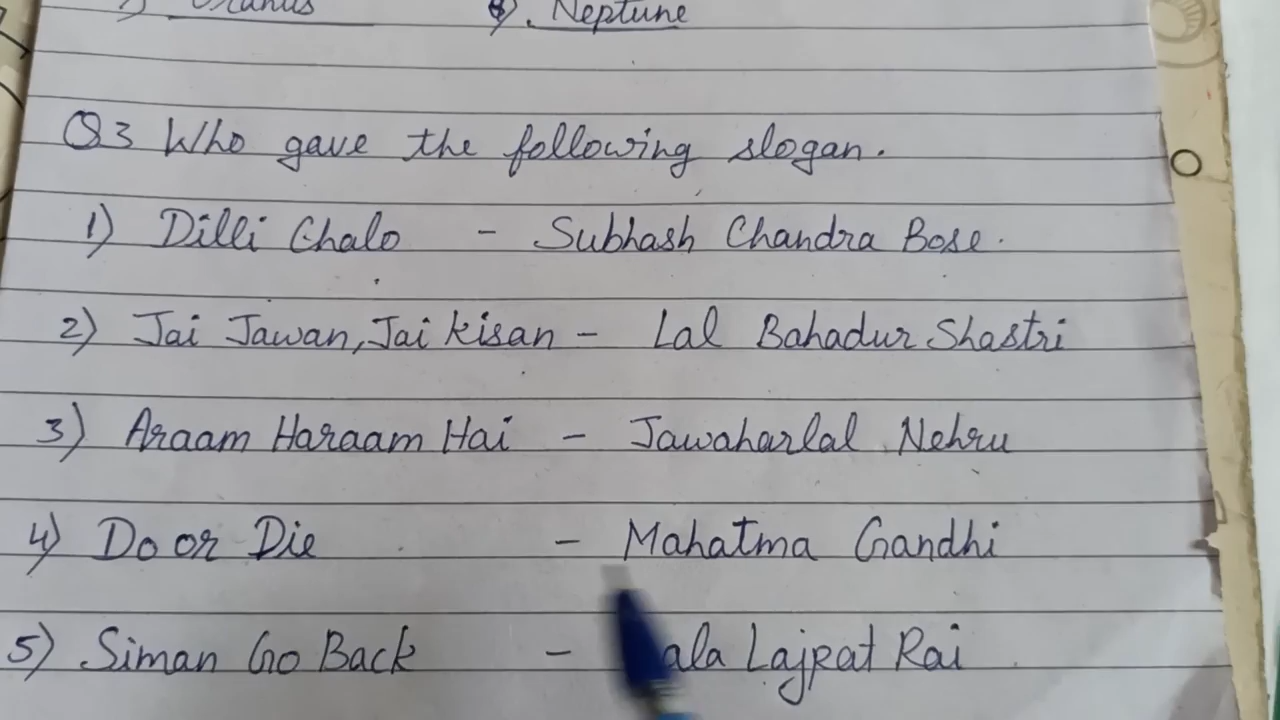 Uranus 8). Neptune
Q3 Who gave the following slogan.
1) Dilli Chalo - Subhash Chandra Bose.
2) Jai Jawan, Jai Kisan - Lal Bahadur Shastri
3) Araam Haraam Hai - Jawaharlal Nehru
4) Do or Die - Mahatma Gandhi
5) Siman Go Back - ala Lajpat Rai